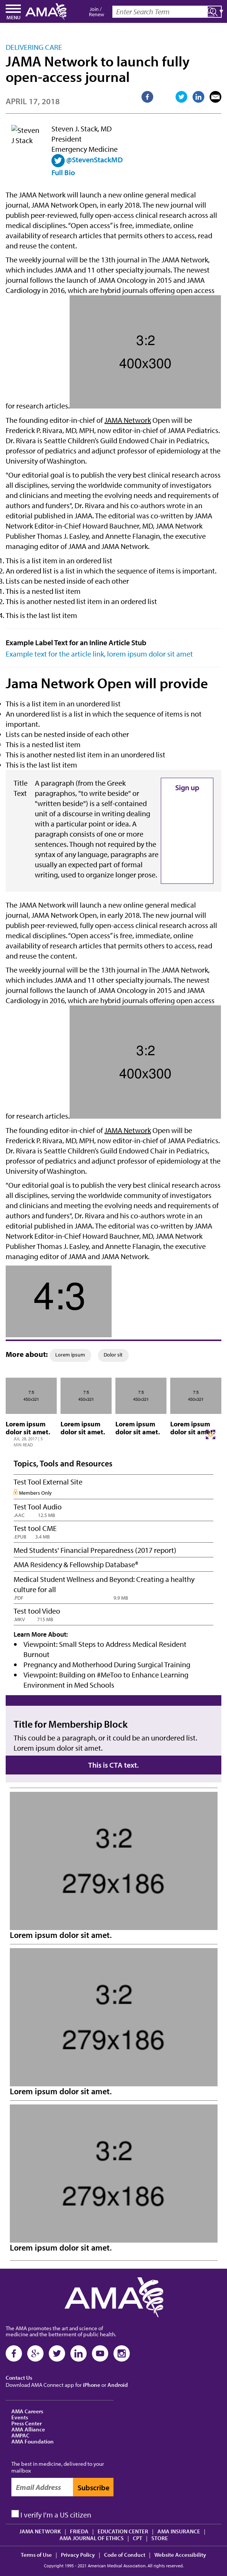 MENU
AMA
Join /
Renew
Enter Search Term
DELIVERING CARE
JAMA Network to launch fully
open-access journal
APRIL 17, 2018
Steven
J Stack
Steven J. Stack, MD
President
Emergency Medicine
@StevenStackMD
Full Bio
The JAMA Network will launch a new online general medical
journal, JAMA Network Open, in early 2018. The new journal will
publish peer-reviewed, fully open-access clinical research across all
medical disciplines. “Open access” is free, immediate, online
availability of research articles that permits others to access, read
and reuse the content.
The weekly journal will be the 13th journal in The JAMA Network,
which includes JAMA and 11 other specialty journals. The newest
journal follows the launch of JAMA Oncology in 2015 and JAMA
Cardiology in 2016, which are hybrid journals offering open access
3:2
400x300
for research articles.
The founding editor-in-chief of JAMA Network Open will be
Frederick P. Rivara, MD, MPH, now editor-in-chief of JAMA Pediatrics.
Dr. Rivara is Seattle Children’s Guild Endowed Chair in Pediatrics,
professor of pediatrics and adjunct professor of epidemiology at the
University of Washington.
“Our editorial goal is to publish the very best clinical research across
all disciplines, embracing the full continuum of investigations and
clinicians and meeting the evolving needs and interests of readers
and authors of funders”, Dr. Rivara and his co-authors wrote in an
editorial published in JAMA. The editorial was co-written by JAMA
Network Editor-in-Chief Howard Bauchner, MD, JAMA Network
Publisher Thomas J. Easley, and Annette Flanagin, the executive
managing editor of JAMA and JAMA Network.
1. This is a list item in an ordered list
2. An ordered list is a list in which the sequence of items is important.
3. Lists can be nested inside of each other
1. This is a nested list item
2. This is another nested list item in an ordered list
4. This is the last list item
Example Label Text for an Inline Article Stub
Example text for the article link, lorem ipsum dolor sit amet
Jama Network Open will provide
This is a list item in an unordered list
An unordered list is a list in which the sequence of items is not
important.
Lists can be nested inside of each other
This is a nested list item
This is another nested list item in an unordered list
This is the last list item
Title
Text
A paragraph (from the Greek
paragraphos, "to write beside" or
"written beside") is a self-contained
unit of a discourse in writing dealing
with a particular point or idea. A
paragraph consists of one or more
sentences. Though not required by the
syntax of any language, paragraphs are
usually an expected part of formal
writing, used to organize longer prose.
Sign up
The JAMA Network will launch a new online general medical
journal, JAMA Network Open, in early 2018. The new journal will
publish peer-reviewed, fully open-access clinical research across all
medical disciplines. “Open access” is free, immediate, online
availability of research articles that permits others to access, read
and reuse the content.
The weekly journal will be the 13th journal in The JAMA Network,
which includes JAMA and 11 other specialty journals. The newest
journal follows the launch of JAMA Oncology in 2015 and JAMA
Cardiology in 2016, which are hybrid journals offering open access
3:2
400x300
for research articles.
The founding editor-in-chief of JAMA Network Open will be
Frederick P. Rivara, MD, MPH, now editor-in-chief of JAMA Pediatrics.
Dr. Rivara is Seattle Children’s Guild Endowed Chair in Pediatrics,
professor of pediatrics and adjunct professor of epidemiology at the
University of Washington.
“Our editorial goal is to publish the very best clinical research across
all disciplines, embracing the full continuum of investigations and
clinicians and meeting the evolving needs and interests of readers
and authors of funders”, Dr. Rivara and his co-authors wrote in an
editorial published in JAMA. The editorial was co-written by JAMA
Network Editor-in-Chief Howard Bauchner, MD, JAMA Network
Publisher Thomas J. Easley, and Annette Flanagin, the executive
managing editor of JAMA and JAMA Network.
4:3
More about: Lorem ipsum Dolor sit
Lorem ipsum
dolor sit amet.
JUL 28, 2017 | 3
MIN READ
Lorem ipsum
dolor sit amet.
Lorem ipsum
dolor sit amet.
Lorem ipsum
dolor sit amet.
Topics, Tools and Resources
Test Tool External Site
Members Only
Test Tool Audio
.AAC 12.5 MB
Test tool CME
.EPUB 3.4 MB
Med Students' Financial Preparedness (2017 report)
AMA Residency & Fellowship Database®
Medical Student Wellness and Beyond: Creating a healthy
culture for all
.PDF 9.9 MB
Test tool Video
.MKV 715 MB
Learn More About:
Viewpoint: Small Steps to Address Medical Resident
Burnout
Pregnancy and Motherhood During Surgical Training
Viewpoint: Building on #MeToo to Enhance Learning
Environment in Med Schools
Title for Membership Block
This could be a paragraph, or it could be an unordered list.
Lorem ipsum dolor sit amet.
This is CTA text.
3:2
279x186
Lorem ipsum dolor sit amet.
3:2
279x186
Lorem ipsum dolor sit amet.
3:2
279x186
Lorem ipsum dolor sit amet.
AMA
The AMA promotes the art and science of
medicine and the betterment of public health.
Contact Us
Download AMA Connect app for iPhone or Android
AMA Careers
Events
Press Center
AMA Alliance
AMPAC
AMA Foundation
The best in medicine, delivered to your
mailbox
Email Address
Subscribe
I verify I'm a US citizen
JAMA NETWORK | FRIEDA | EDUCATION CENTER | AMA INSURANCE |
AMA JOURNAL OF ETHICS | CPT | STORE
Terms of Use | Privacy Policy | Code of Conduct | Website Accessibility
Copyright 1995 - 2021 American Medical Association. All rights reserved.